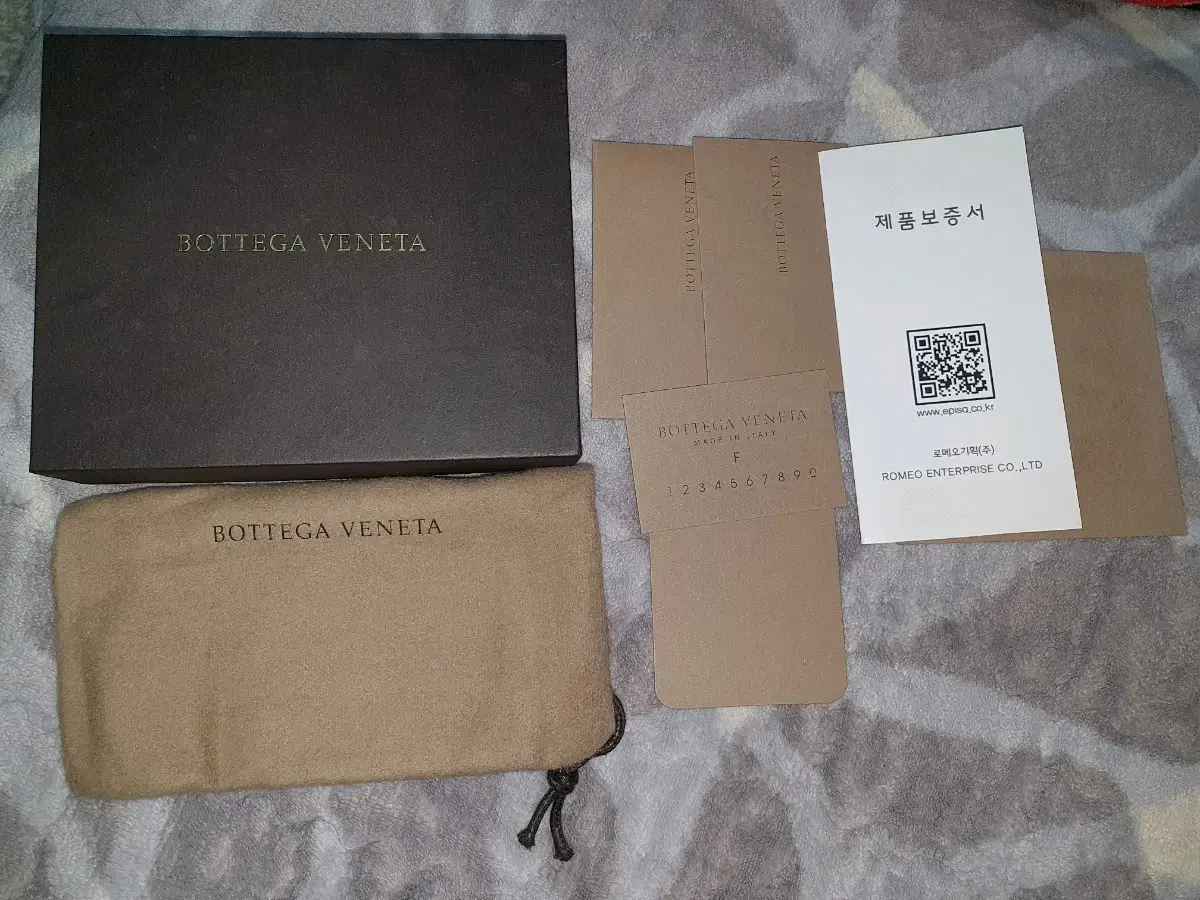 BOTTEGA VENETA
BOTTEGA VENETA
BOTTEGA VENETA
BOTTEGA VENETA
BOTTEGA VENETA
MADE IN ITALY
F
1 2 3 4 5 6 7 8 9 0
제품보증서
www.episo.co.kr
로메오기획(주)
ROMEO ENTERPRISE CO.,LTD